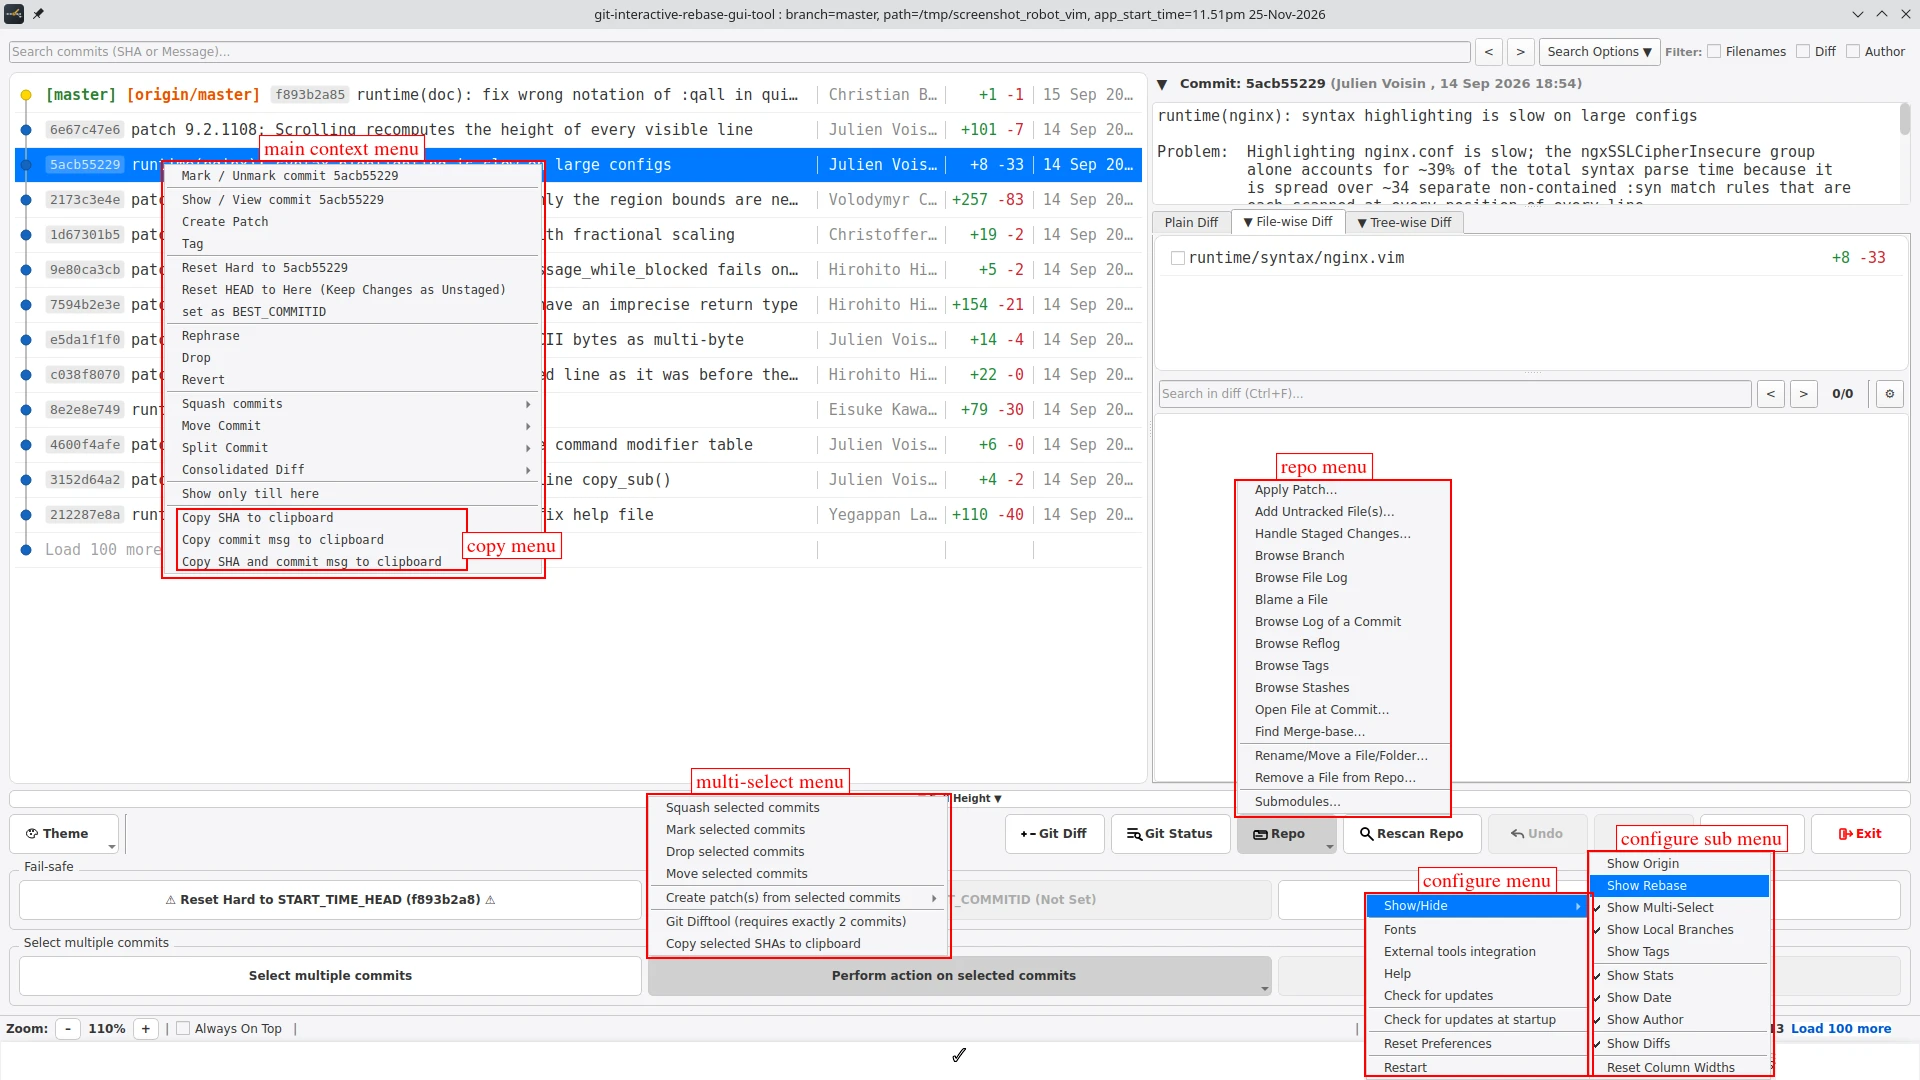 git-interactive-rebase-gui-tool : branch=master, path=/tmp/screenshot_robot_vim, app_start_time=11.51pm 25-Nov-2026
Search commits (SHA or Message)...
< > Search Options ▼ Filter: Filenames Diff Author
[master] [origin/master] f893b2a85 runtime(doc): fix wrong notation of :qall in qui… Christian B… +1 -1 15 Sep 20…
6e67c47e6 patch 9.2.1108: Scrolling recomputes the height of every visible line Julien Vois… +101 -7 14 Sep 20…
main context menu
5acb55229 large configs Julien Vois… +8 -33 14 Sep 20…
2173c3e4e ly the region bounds are ne… Volodymyr C… +257 -83 14 Sep 20…
1d67301b5 th fractional scaling Christoffer… +19 -2 14 Sep 20…
9e80ca3cb ssage_while_blocked fails on… Hirohito Hi… +5 -2 14 Sep 20…
7594b2e3e have an imprecise return type Hirohito Hi… +154 -21 14 Sep 20…
e5da1f1f0 II bytes as multi-byte Julien Vois… +14 -4 14 Sep 20…
c038f8070 d line as it was before the… Hirohito Hi… +22 -0 14 Sep 20…
8e2e8e749 Eisuke Kawa… +79 -30 14 Sep 20…
4600f4afe command modifier table Julien Vois… +6 -0 14 Sep 20…
3152d64a2 ine copy_sub() Julien Vois… +4 -2 14 Sep 20…
212287e8a ix help file Yegappan La… +110 -40 14 Sep 20…
Load 100 more
Mark / Unmark commit 5acb55229
Show / View commit 5acb55229
Create Patch
Tag
Reset Hard to 5acb55229
Reset HEAD to Here (Keep Changes as Unstaged)
set as BEST_COMMITID
Rephrase
Drop
Revert
Squash commits
Move Commit
Split Commit
Consolidated Diff
Show only till here
Copy SHA to clipboard
Copy commit msg to clipboard
Copy SHA and commit msg to clipboard
copy menu
▼ Commit: 5acb55229 (Julien Voisin , 14 Sep 2026 18:54)
runtime(nginx): syntax highlighting is slow on large configs
Problem: Highlighting nginx.conf is slow; the ngxSSLCipherInsecure group
alone accounts for ~39% of the total syntax parse time because it
is spread over ~34 separate non-contained :syn match rules that are
Plain Diff ▼ File-wise Diff ▼ Tree-wise Diff
runtime/syntax/nginx.vim +8 -33
Search in diff (Ctrl+F)...
< > 0/0 ⚙
repo menu
Apply Patch…
Add Untracked File(s)…
Handle Staged Changes…
Browse Branch
Browse File Log
Blame a File
Browse Log of a Commit
Browse Reflog
Browse Tags
Browse Stashes
Open File at Commit…
Find Merge-base…
Rename/Move a File/Folder…
Remove a File from Repo…
Submodules…
multi-select menu
Squash selected commits
Mark selected commits
Drop selected commits
Move selected commits
Create patch(s) from selected commits
Git Difftool (requires exactly 2 commits)
Copy selected SHAs to clipboard
Height ▼
Theme Git Diff Git Status Repo Rescan Repo Undo Exit
Fail-safe
⚠ Reset Hard to START_TIME_HEAD (f893b2a8) ⚠ _COMMITID (Not Set)
Select multiple commits
Select multiple commits Perform action on selected commits
configure menu
Show/Hide
Fonts
External tools integration
Help
Check for updates
Check for updates at startup
Reset Preferences
Restart
configure sub menu
Show Origin
Show Rebase
✓ Show Multi-Select
✓ Show Local Branches
Show Tags
✓ Show Stats
✓ Show Date
✓ Show Author
✓ Show Diffs
Reset Column Widths
Zoom: - 110% + | Always On Top | | 3 Load 100 more
✓